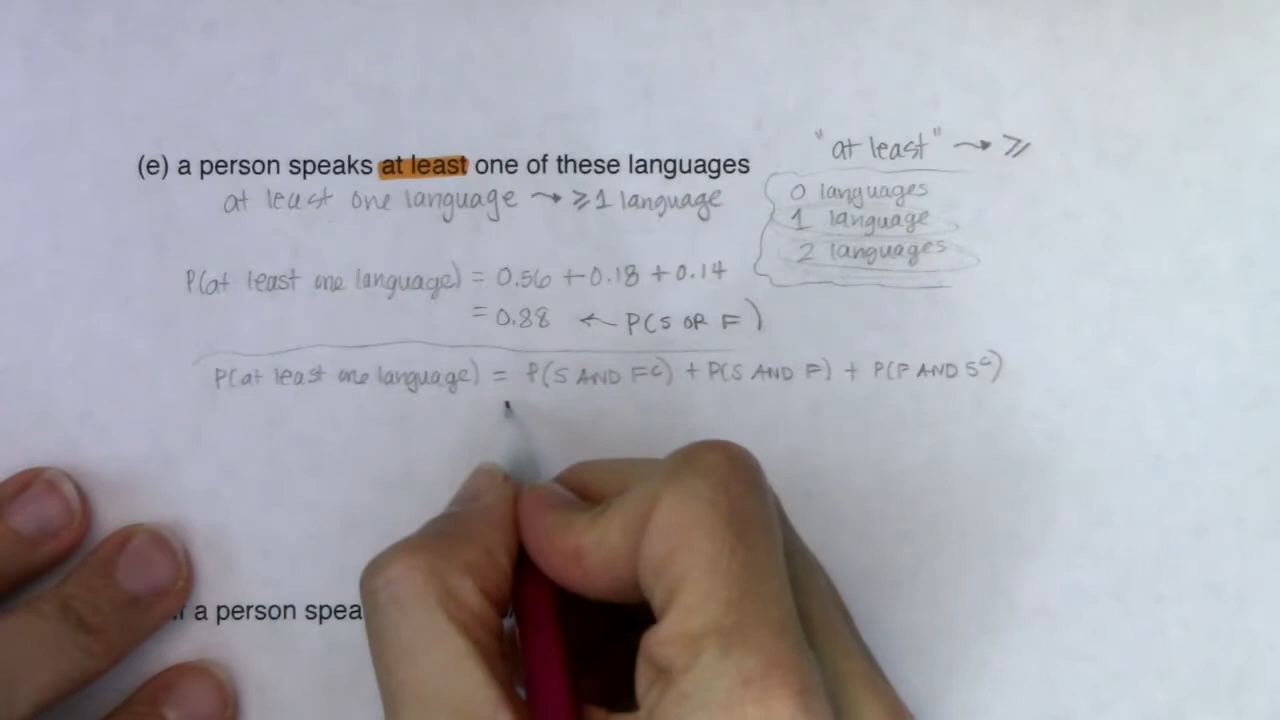 (e) a person speaks at least one of these languages
"at least" → ≥
at least one language → ≥1 language
0 languages
1 language
2 languages
P(at least one language) = 0.56 + 0.18 + 0.14
= 0.88 ← P(S OR F)
P(at least one language) = P(S AND Fᶜ) + P(S AND F) + P(F AND Sᶜ)
a person spea